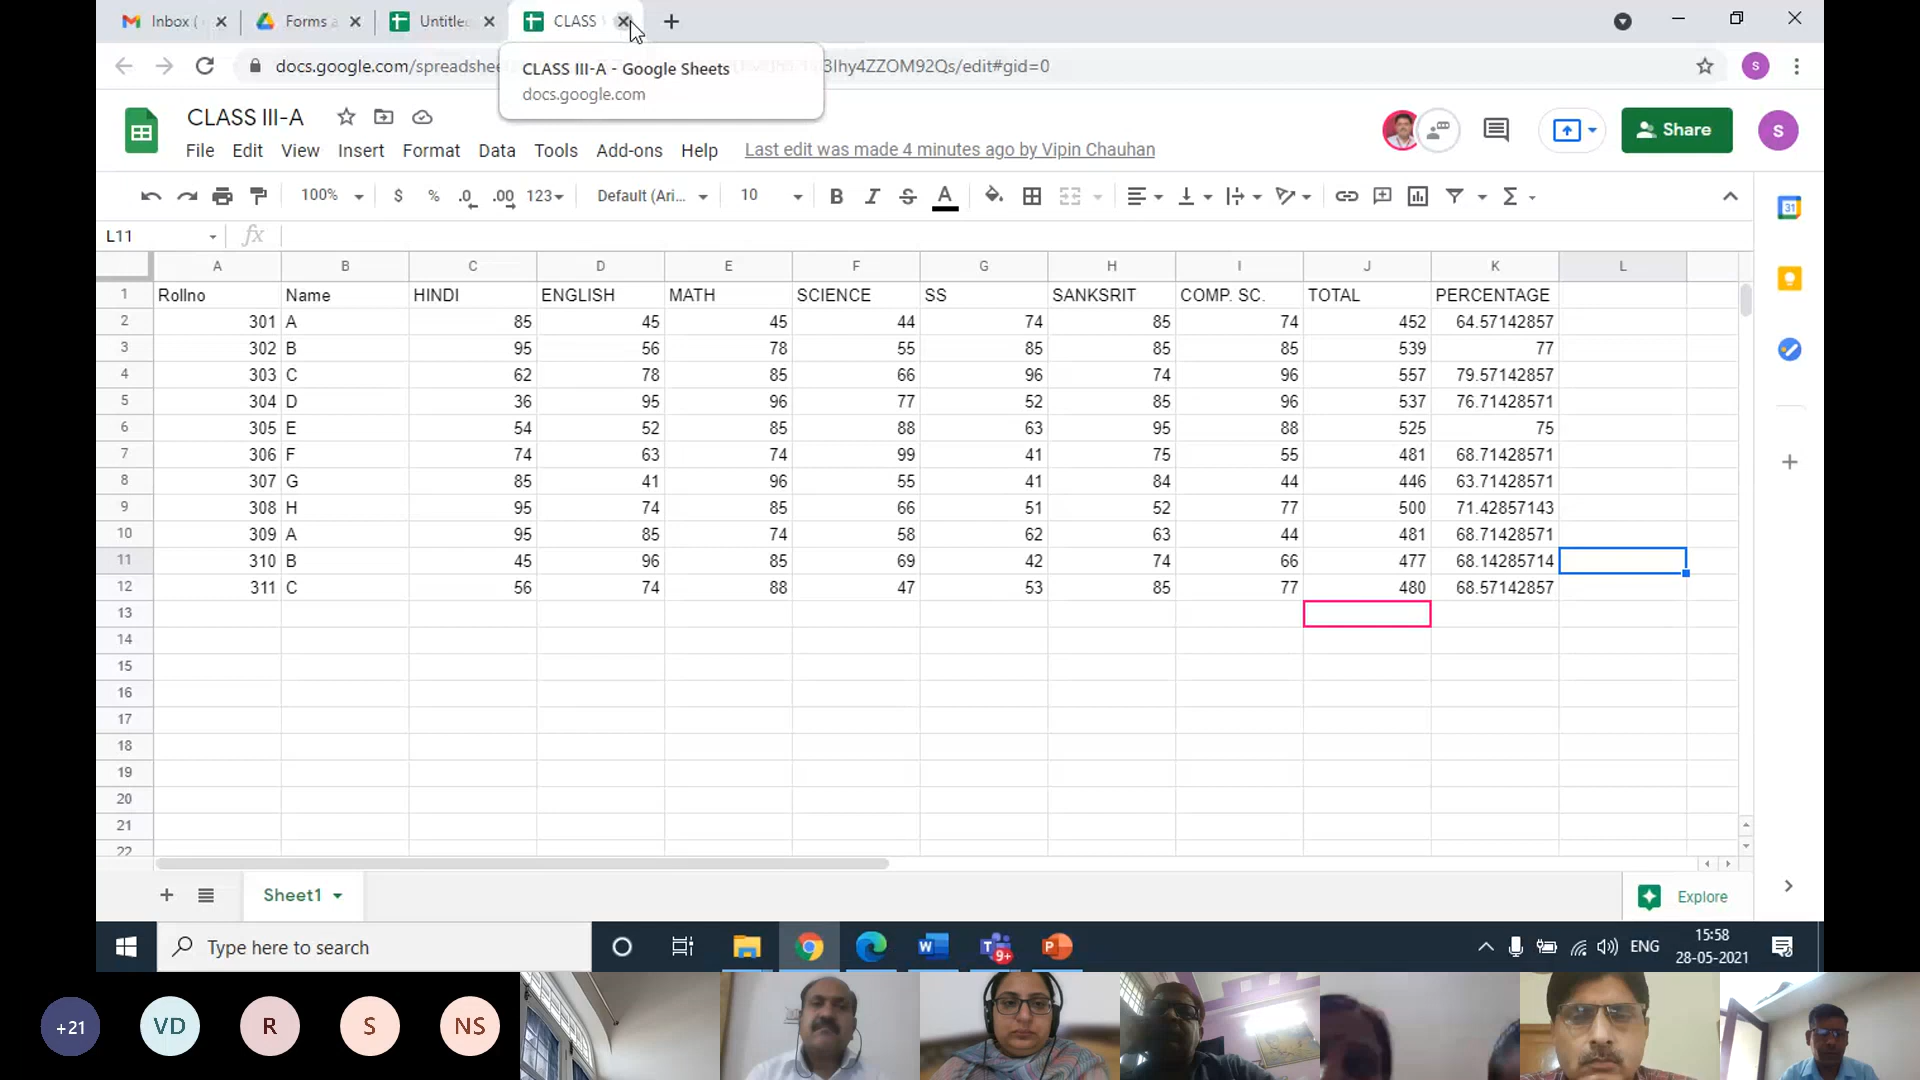 Inbox (
Forms a
Untitle
CLASS
docs.google.com/spreadshe
3Ihy4ZZOM92Qs/edit#gid=0
CLASS III-A - Google Sheets
docs.google.com
S
CLASS III-A
File Edit View Insert Format Data Tools Add-ons Help Last edit was made 4 minutes ago by Vipin Chauhan
Share
S
100% $ % .0 .00 123 Default (Ari... 10 B I S A Σ
31
L11 fx
A B C D E F G H I J K L
1 Rollno Name HINDI ENGLISH MATH SCIENCE SS SANKSRIT COMP. SC. TOTAL PERCENTAGE
2 301 A 85 45 45 44 74 85 74 452 64.57142857
3 302 B 95 56 78 55 85 85 85 539 77
4 303 C 62 78 85 66 96 74 96 557 79.57142857
5 304 D 36 95 96 77 52 85 96 537 76.71428571
6 305 E 54 52 85 88 63 95 88 525 75
7 306 F 74 63 74 99 41 75 55 481 68.71428571
8 307 G 85 41 96 55 41 84 44 446 63.71428571
9 308 H 95 74 85 66 51 52 77 500 71.42857143
10 309 A 95 85 74 58 62 63 44 481 68.71428571
11 310 B 45 96 85 69 42 74 66 477 68.14285714
12 311 C 56 74 88 47 53 85 77 480 68.57142857
13
14
15
16
17
18
19
20
21
22
Sheet1
Explore
Type here to search
W
T 9+
P
ENG
15:58
28-05-2021
+21 VD R S NS